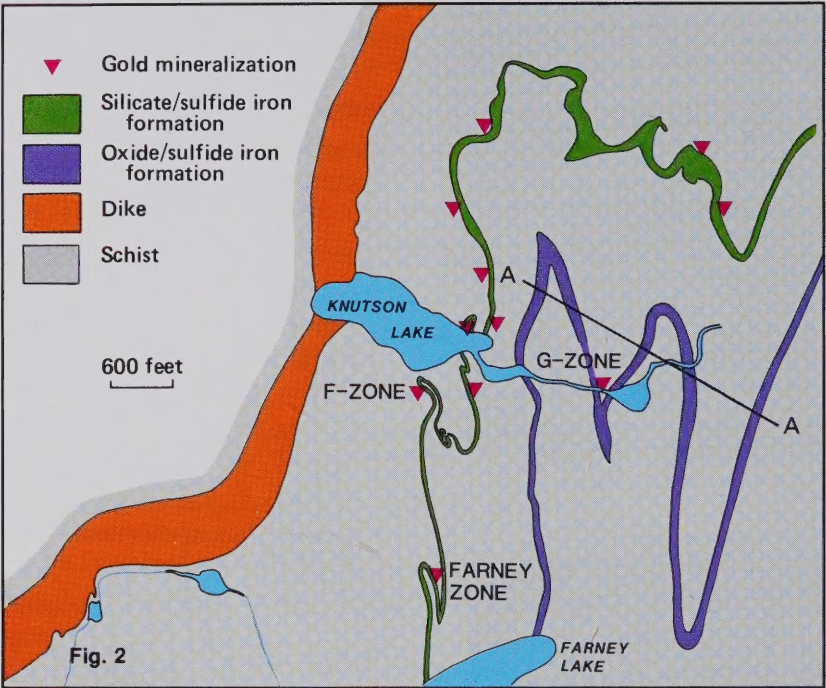 Gold mineralization
Silicate/sulfide iron
formation
Oxide/sulfide iron
formation
Dike
Schist
600 feet
KNUTSON
LAKE
A
G-ZONE
F-ZONE
A
FARNEY
ZONE
FARNEY
LAKE
Fig. 2